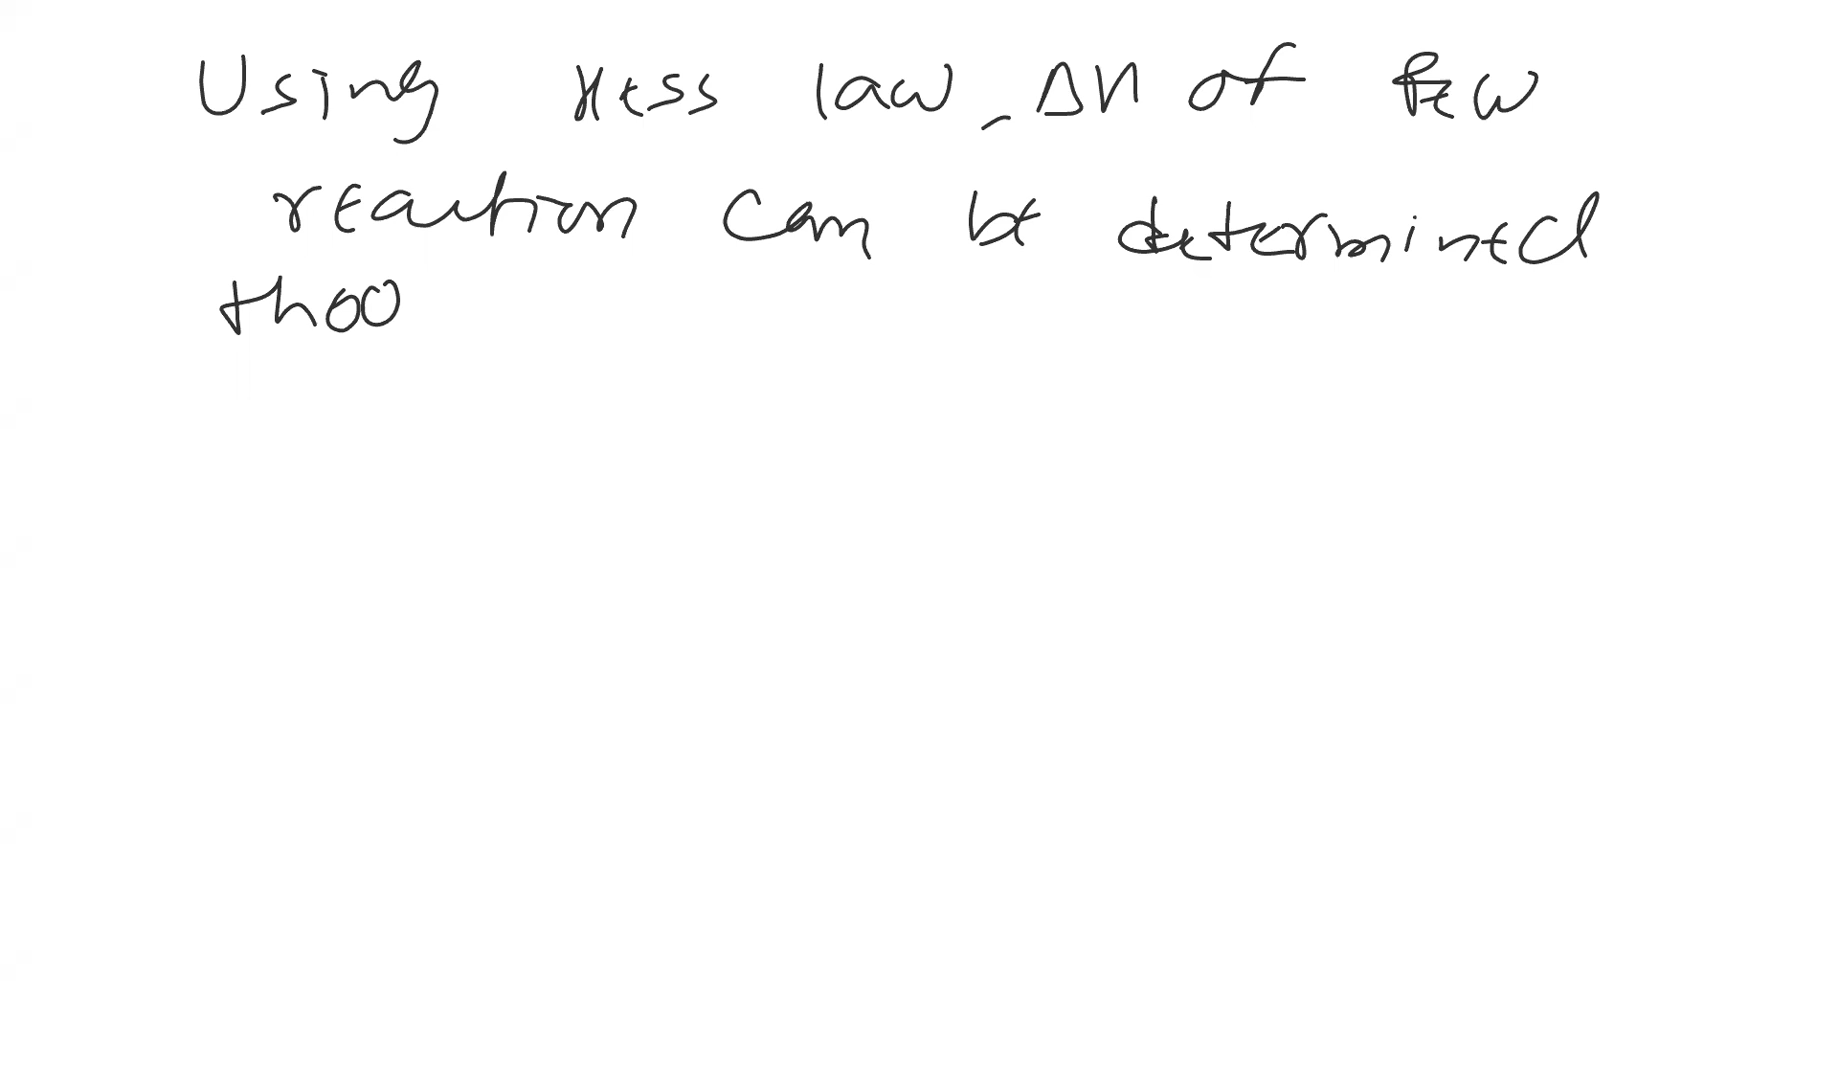 Using Hess law, ΔH of few
reaction can be determined
thoo